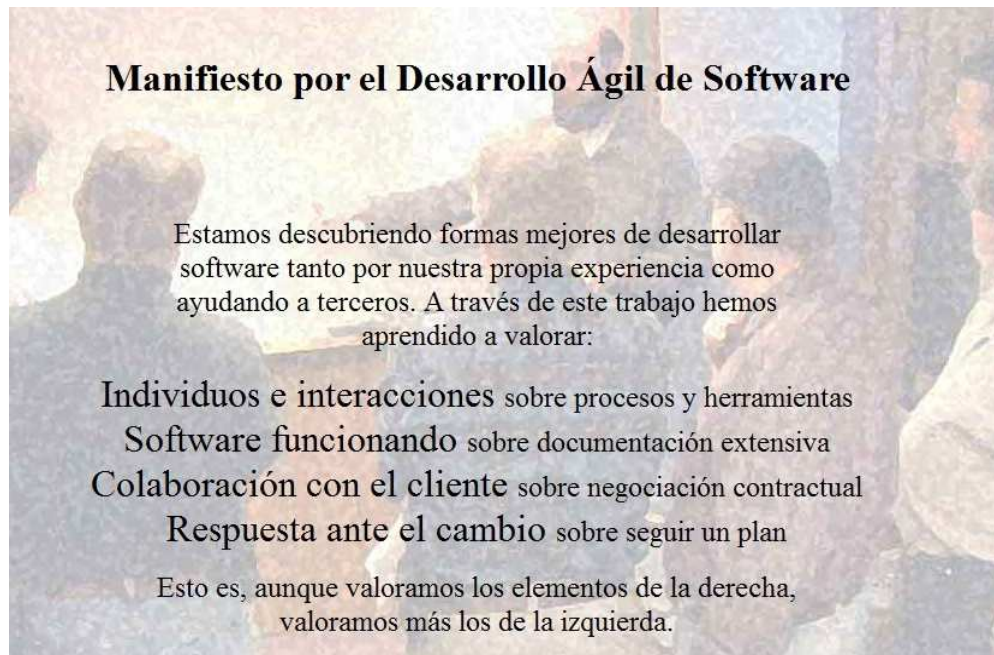 Manifiesto por el Desarrollo Ágil de Software
Estamos descubriendo formas mejores de desarrollar
software tanto por nuestra propia experiencia como
ayudando a terceros. A través de este trabajo hemos
aprendido a valorar:
Individuos e interacciones sobre procesos y herramientas
Software funcionando sobre documentación extensiva
Colaboración con el cliente sobre negociación contractual
Respuesta ante el cambio sobre seguir un plan
Esto es, aunque valoramos los elementos de la derecha,
valoramos más los de la izquierda.